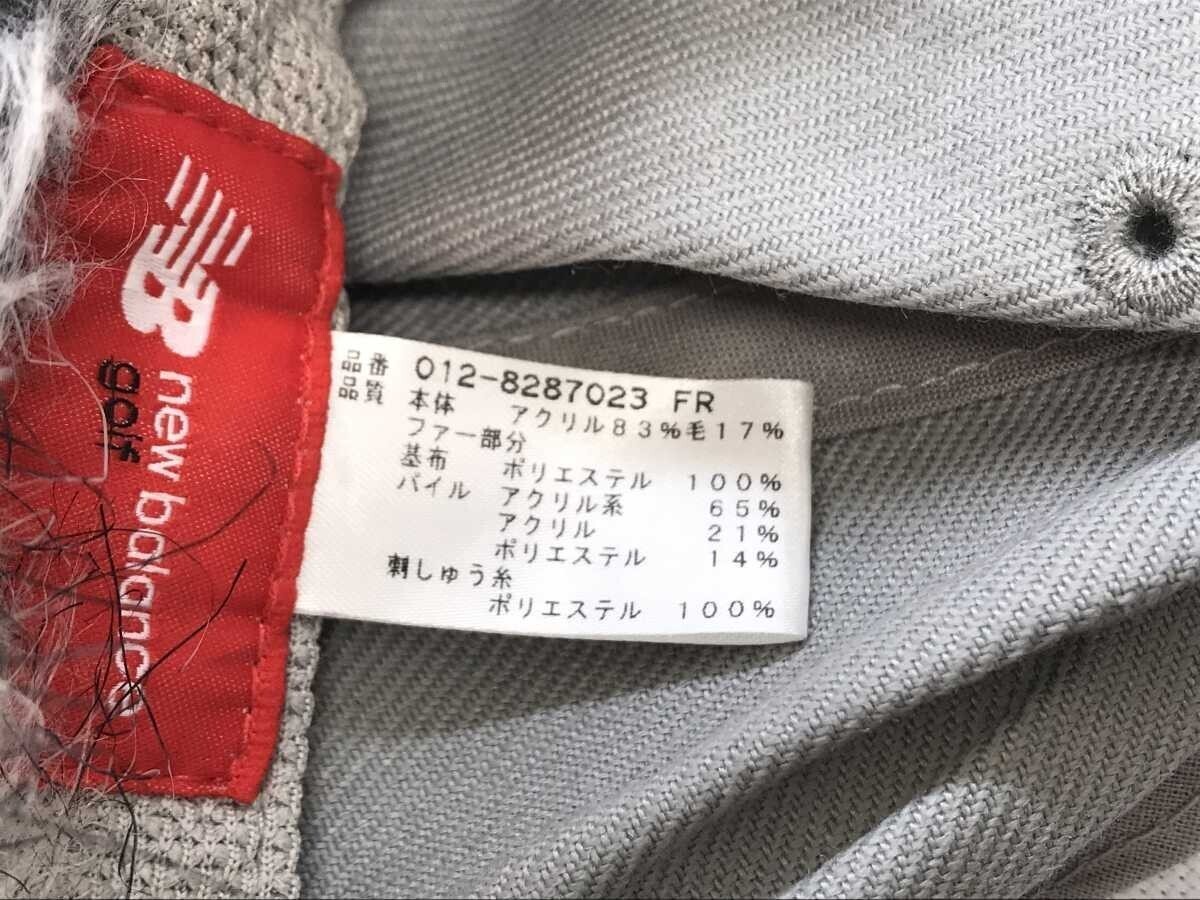 new balance
golf
品番 012-8287023 FR
品質 本体 アクリル83%毛17%
ファー部分
基布 ポリエステル 100%
パイル アクリル系 65%
アクリル 21%
ポリエステル 14%
刺しゅう糸
ポリエステル 100%